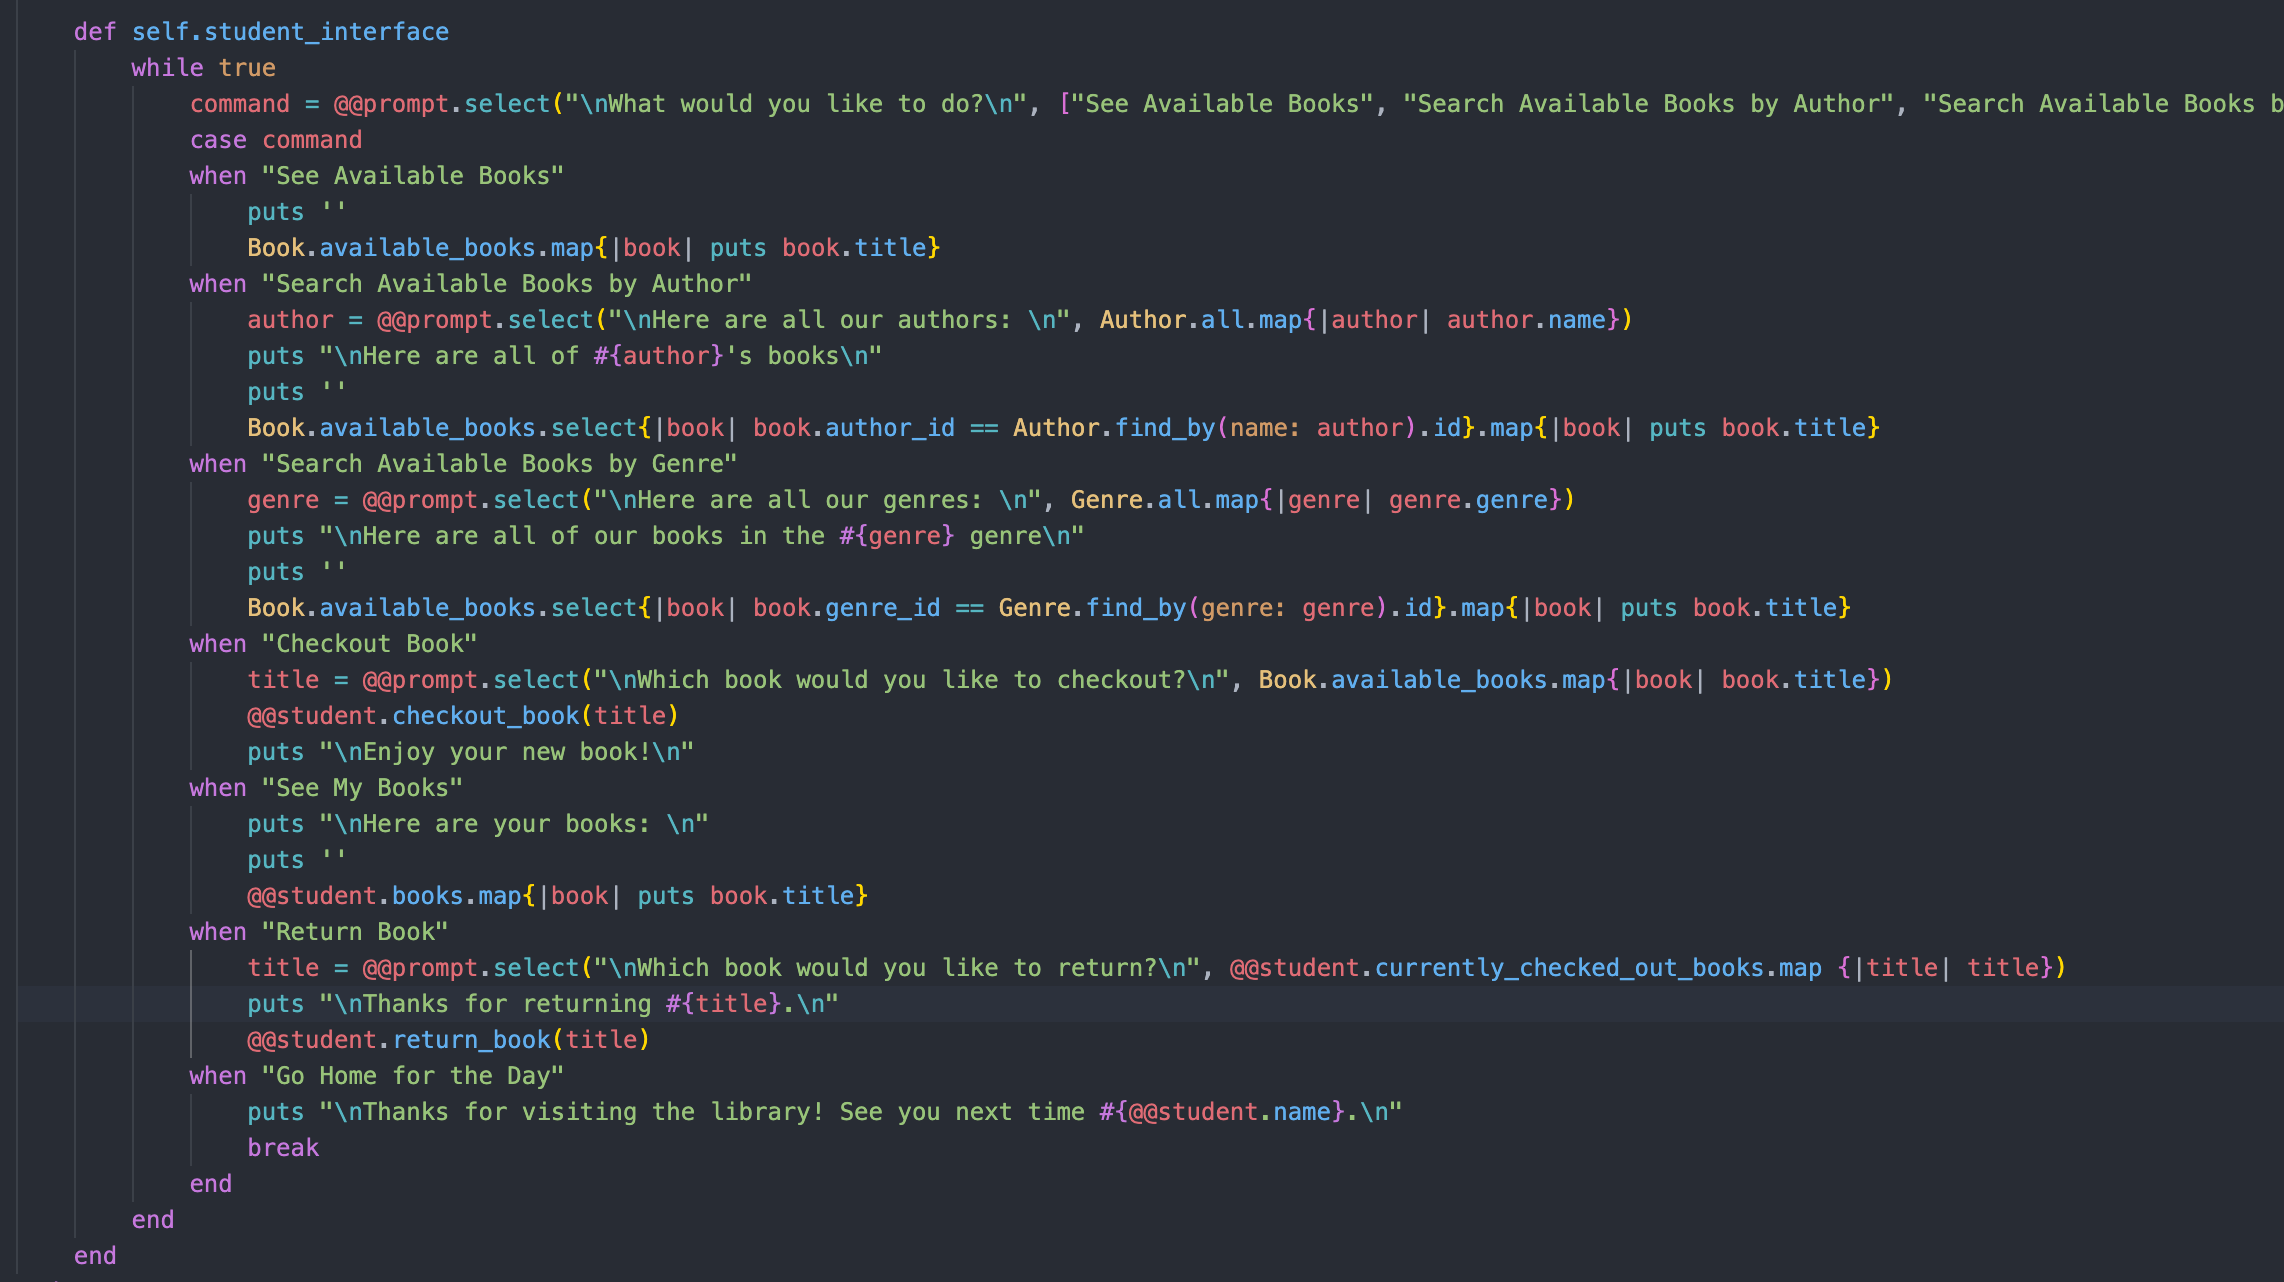 def self.student_interface
while true
command = @@prompt.select("\nWhat would you like to do?\n", ["See Available Books", "Search Available Books by Author", "Search Available Books b
case command
when "See Available Books"
puts ''
Book.available_books.map{|book| puts book.title}
when "Search Available Books by Author"
author = @@prompt.select("\nHere are all our authors: \n", Author.all.map{|author| author.name})
puts "\nHere are all of #{author}'s books\n"
puts ''
Book.available_books.select{|book| book.author_id == Author.find_by(name: author).id}.map{|book| puts book.title}
when "Search Available Books by Genre"
genre = @@prompt.select("\nHere are all our genres: \n", Genre.all.map{|genre| genre.genre})
puts "\nHere are all of our books in the #{genre} genre\n"
puts ''
Book.available_books.select{|book| book.genre_id == Genre.find_by(genre: genre).id}.map{|book| puts book.title}
when "Checkout Book"
title = @@prompt.select("\nWhich book would you like to checkout?\n", Book.available_books.map{|book| book.title})
@@student.checkout_book(title)
puts "\nEnjoy your new book!\n"
when "See My Books"
puts "\nHere are your books: \n"
puts ''
@@student.books.map{|book| puts book.title}
when "Return Book"
title = @@prompt.select("\nWhich book would you like to return?\n", @@student.currently_checked_out_books.map {|title| title})
puts "\nThanks for returning #{title}.\n"
@@student.return_book(title)
when "Go Home for the Day"
puts "\nThanks for visiting the library! See you next time #{@@student.name}.\n"
break
end
end
end